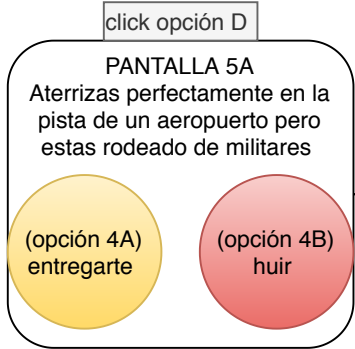 click opción D
PANTALLA 5A
Aterrizas perfectamente en la
pista de un aeropuerto pero
estas rodeado de militares
(opción 4A)
entregarte
(opción 4B)
huir